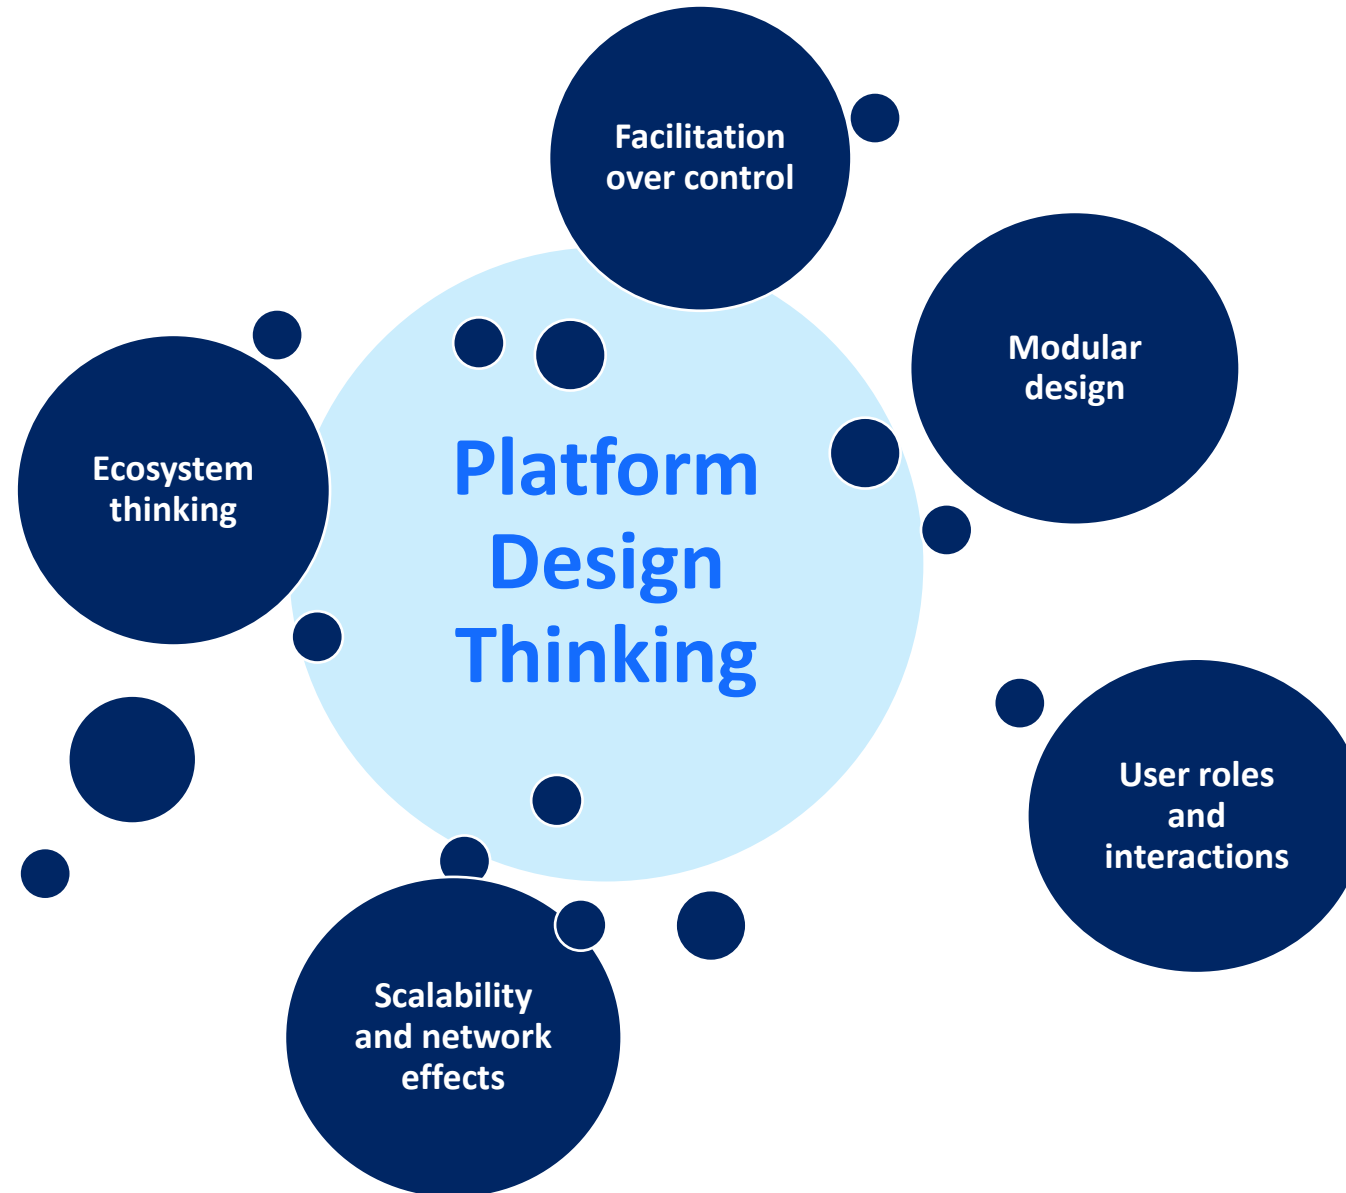 Facilitation
over control
Modular
design
Ecosystem
thinking
Platform
Design
Thinking
User roles
and
interactions
Scalability
and network
effects